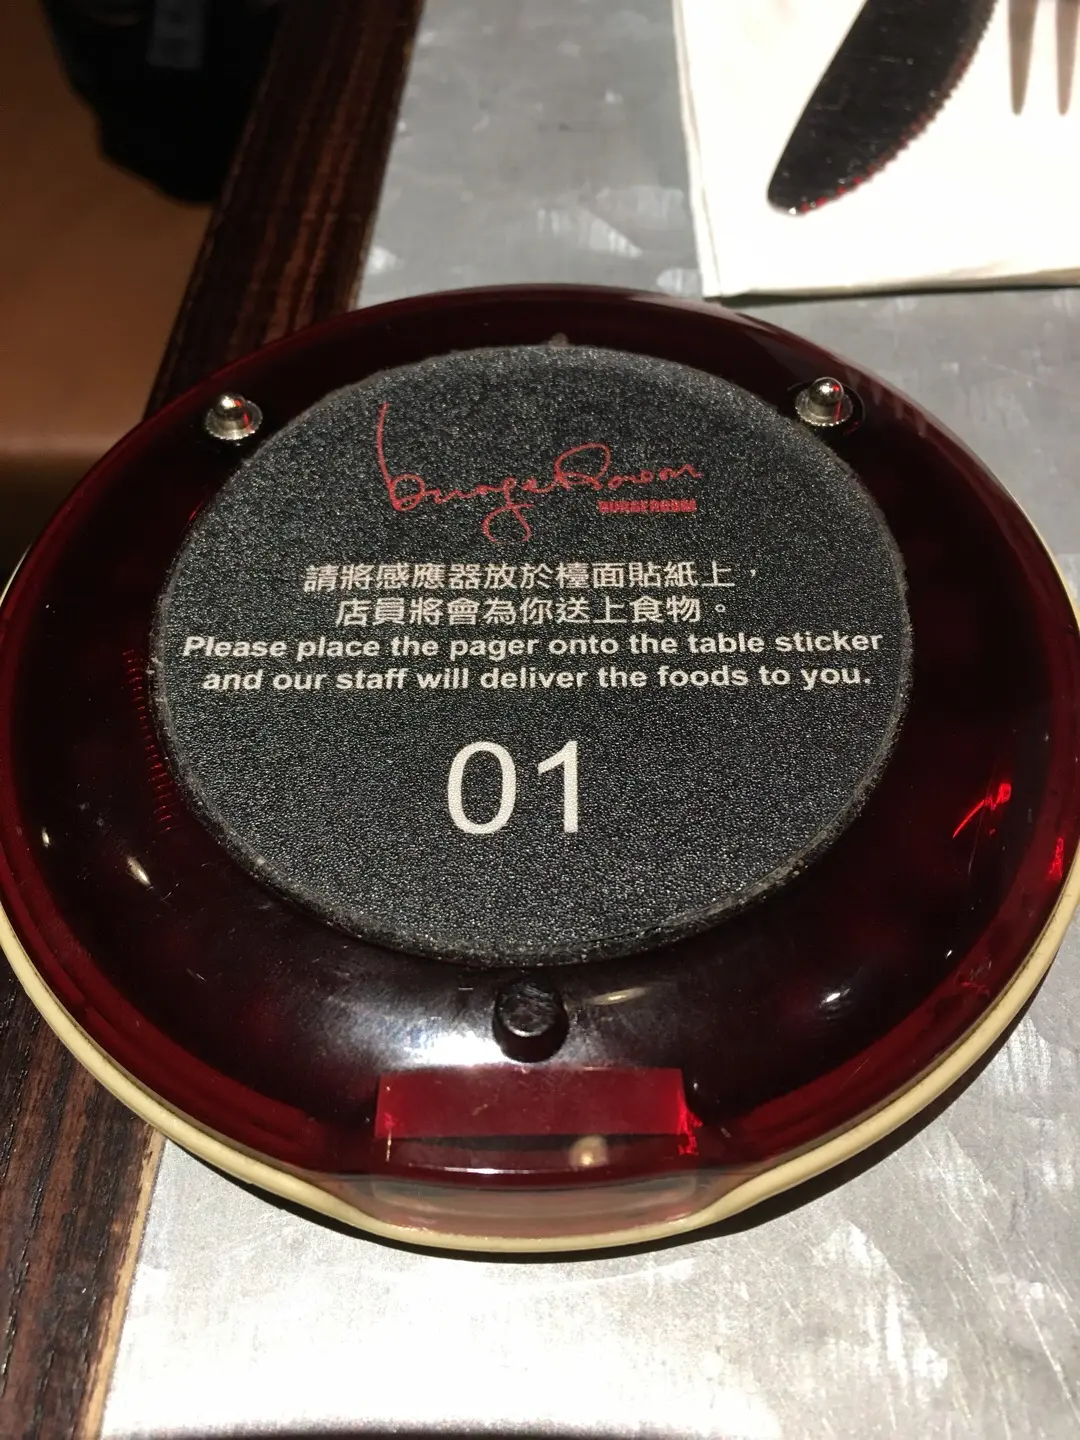 burgeRoom
BURGEROOM
請將感應器放於檯面貼紙上，
店員將會為你送上食物。
Please place the pager onto the table sticker
and our staff will deliver the foods to you.
01